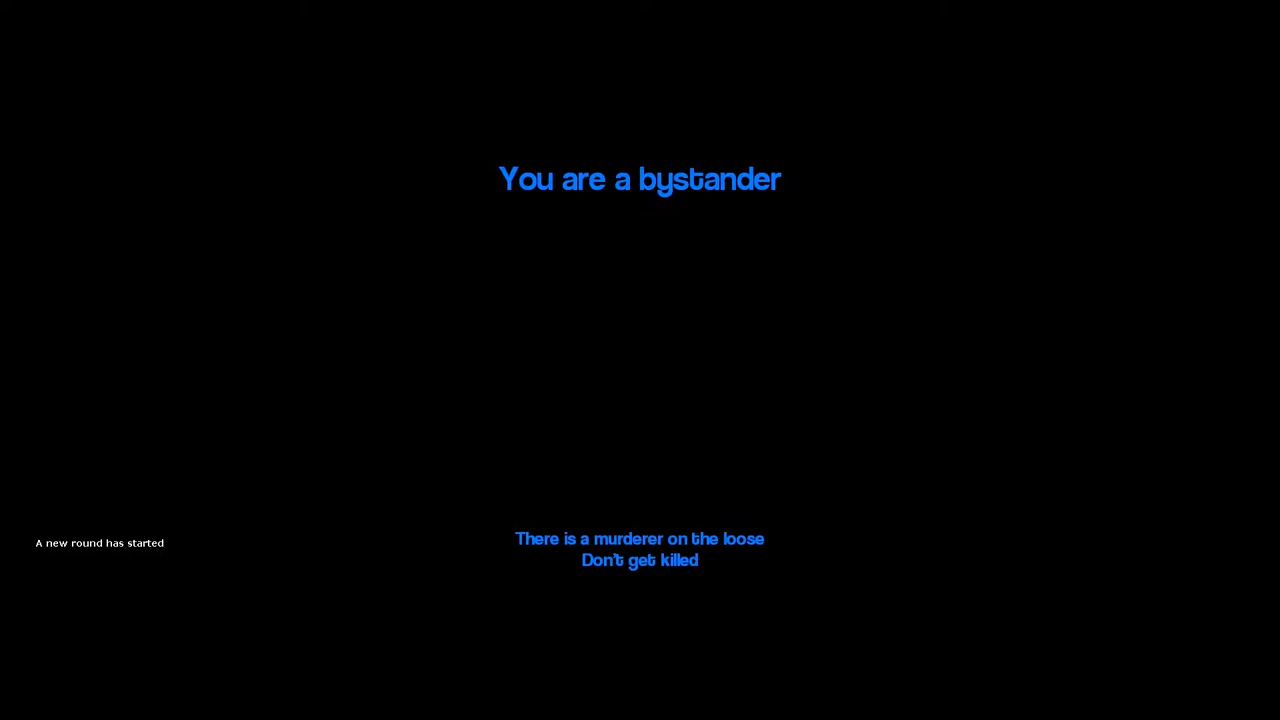 You are a bystander
A new round has started
There is a murderer on the loose
Don't get killed